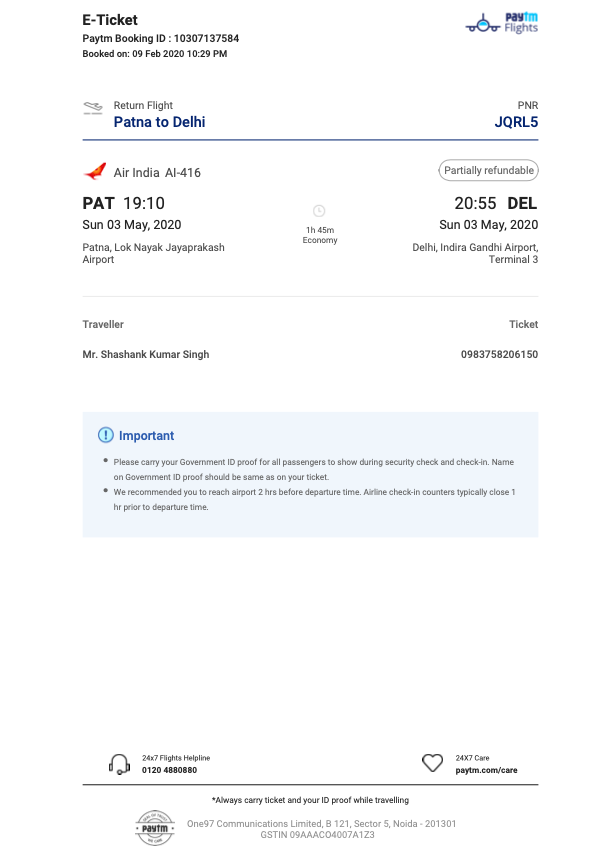 E-Ticket
paytm
Flights
Paytm Booking ID : 10307137584
Booked on: 09 Feb 2020 10:29 PM
Return Flight
PNR
Patna to Delhi
JQRL5
Air India AI-416
Partially refundable
PAT 19:10
20:55 DEL
Sun 03 May, 2020
Sun 03 May, 2020
1h 45m
Economy
Patna, Lok Nayak Jayaprakash
Airport
Delhi, Indira Gandhi Airport,
Terminal 3
Traveller
Ticket
Mr. Shashank Kumar Singh
0983758206150
Important
Please carry your Government ID proof for all passengers to show during security check and check-in. Name
on Government ID proof should be same as on your ticket.
We recommended you to reach airport 2 hrs before departure time. Airline check-in counters typically close 1
hr prior to departure time.
24x7 Flights Helpline
0120 4880880
24X7 Care
paytm.com/care
*Always carry ticket and your ID proof while travelling
paytm
One97 Communications Limited, B 121, Sector 5, Noida - 201301
GSTIN 09AAACO4007A1Z3